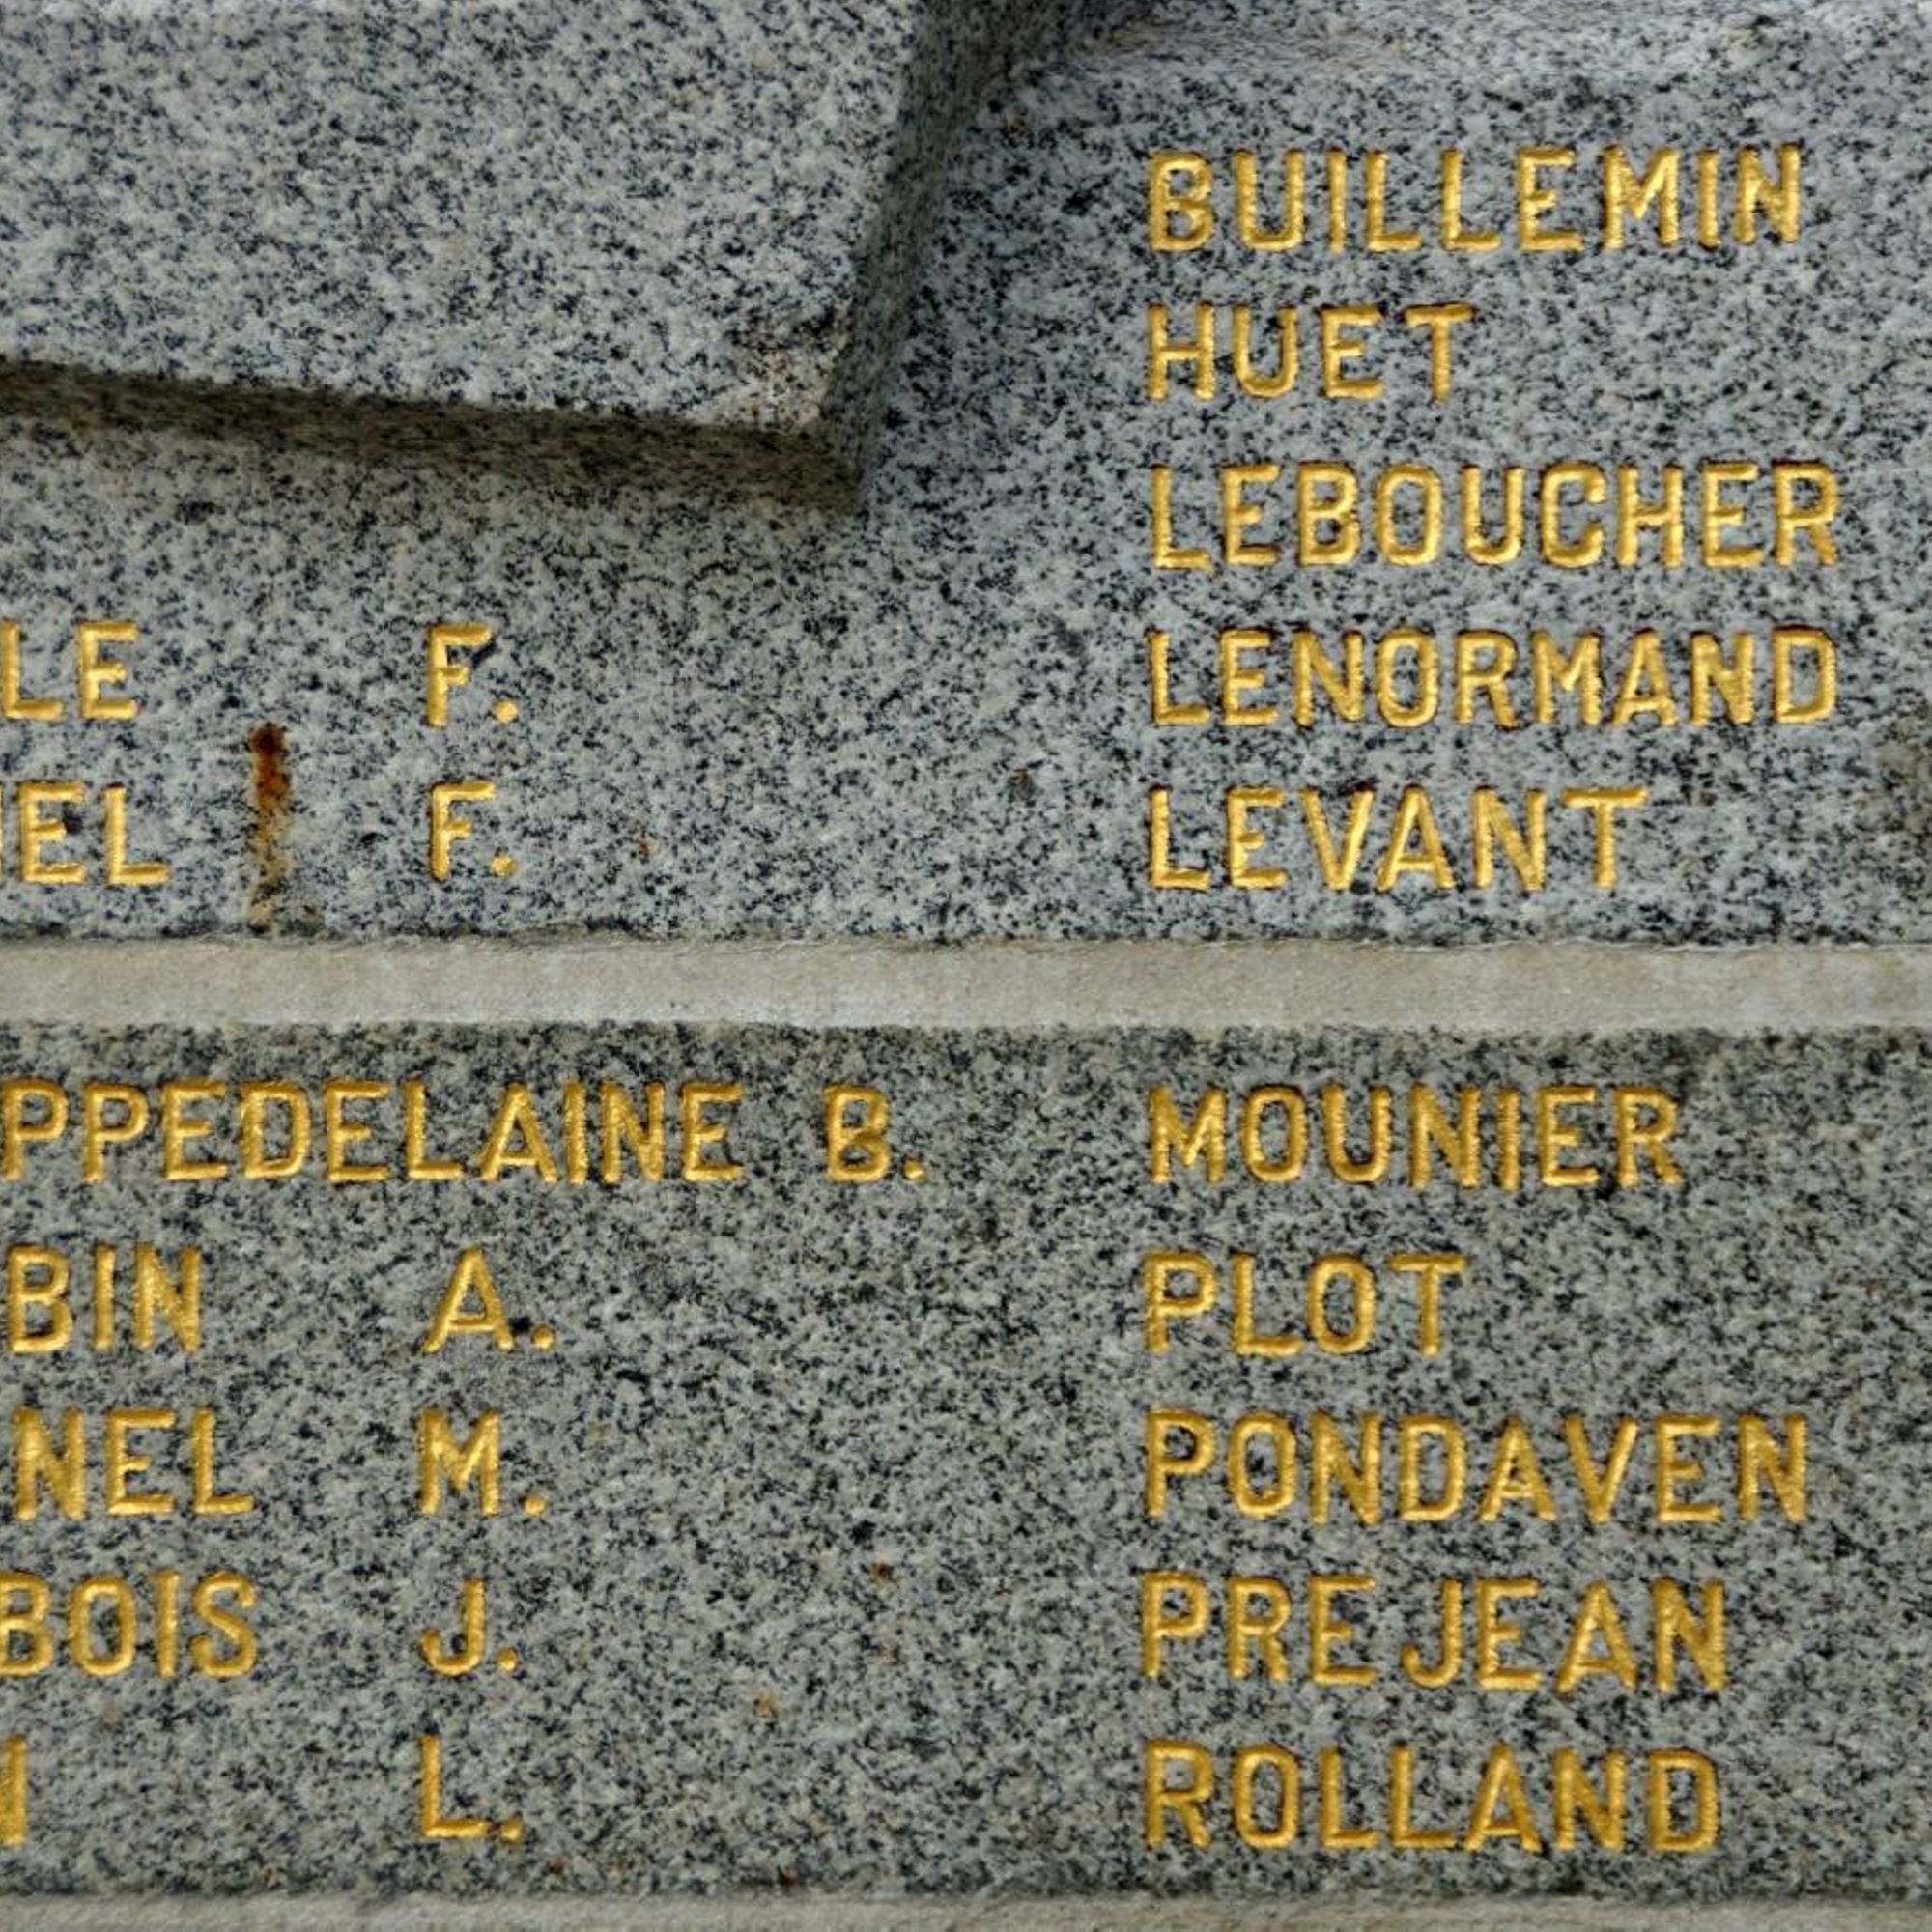 BUILLEMIN
HUET
LEBOUCHER
LE F. LENORMAND
EL F. LEVANT
PPEDELAINE B. MOUNIER
BIN A. PLOT
NEL M. PONDAVEN
BOIS J. PREJEAN
L. ROLLAND